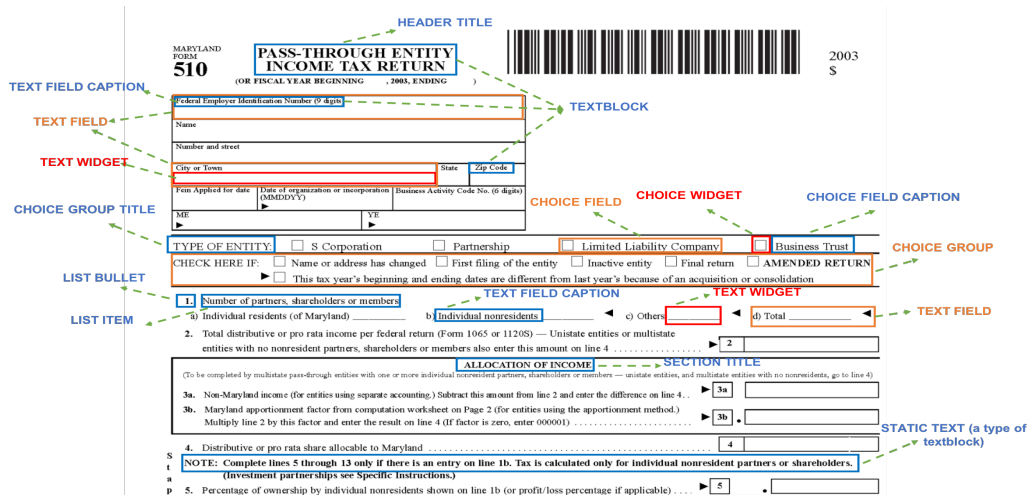 HEADER TITLE
MARYLAND
FORM
510
PASS-THROUGH ENTITY
INCOME TAX RETURN
(OR FISCAL YEAR BEGINNING , 2003, ENDING )
2003
$
TEXT FIELD CAPTION
Federal Employer Identification Number (9 digits
TEXTBLOCK
TEXT FIELD
Name
Number and street
TEXT WIDGET
City or Town State Zip Code
Fein Applied for date Date of organization or incorporation Business Activity Code No. (6 digits)
(MMDDYY)
ME YE
CHOICE GROUP TITLE
CHOICE FIELD
CHOICE WIDGET
CHOICE FIELD CAPTION
TYPE OF ENTITY: S Corporation Partnership Limited Liability Company Business Trust
CHOICE GROUP
CHECK HERE IF: Name or address has changed First filing of the entity Inactive entity Final return AMENDED RETURN
This tax year's beginning and ending dates are different from last year's because of an acquisition or consolidation
LIST BULLET
TEXT FIELD CAPTION
TEXT WIDGET
1. Number of partners, shareholders or members
a) Individual residents (of Maryland) b) Individual nonresidents c) Others d) Total
TEXT FIELD
LIST ITEM
2. Total distributive or pro rata income per federal return (Form 1065 or 1120S) — Unistate entities or multistate
entities with no nonresident partners, shareholders or members also enter this amount on line 4 2
ALLOCATION OF INCOME
SECTION TITLE
(To be completed by multistate pass-through entities with one or more individual nonresident partners, shareholders or members — unistate entities, and multistate entities with no nonresidents, go to line 4)
3a. Non-Maryland income (for entities using separate accounting.) Subtract this amount from line 2 and enter the difference on line 4. . 3a
3b. Maryland apportionment factor from computation worksheet on Page 2 (for entities using the apportionment method.)
Multiply line 2 by this factor and enter the result on line 4 (If factor is zero, enter 000001) 3b
STATIC TEXT (a type of
textblock)
4. Distributive or pro rata share allocable to Maryland 4
NOTE: Complete lines 5 through 13 only if there is an entry on line 1b. Tax is calculated only for individual nonresident partners or shareholders.
(Investment partnerships see Specific Instructions.)
5. Percentage of ownership by individual nonresidents shown on line 1b (or profit/loss percentage if applicable) . . . . 5
S
t
a
p